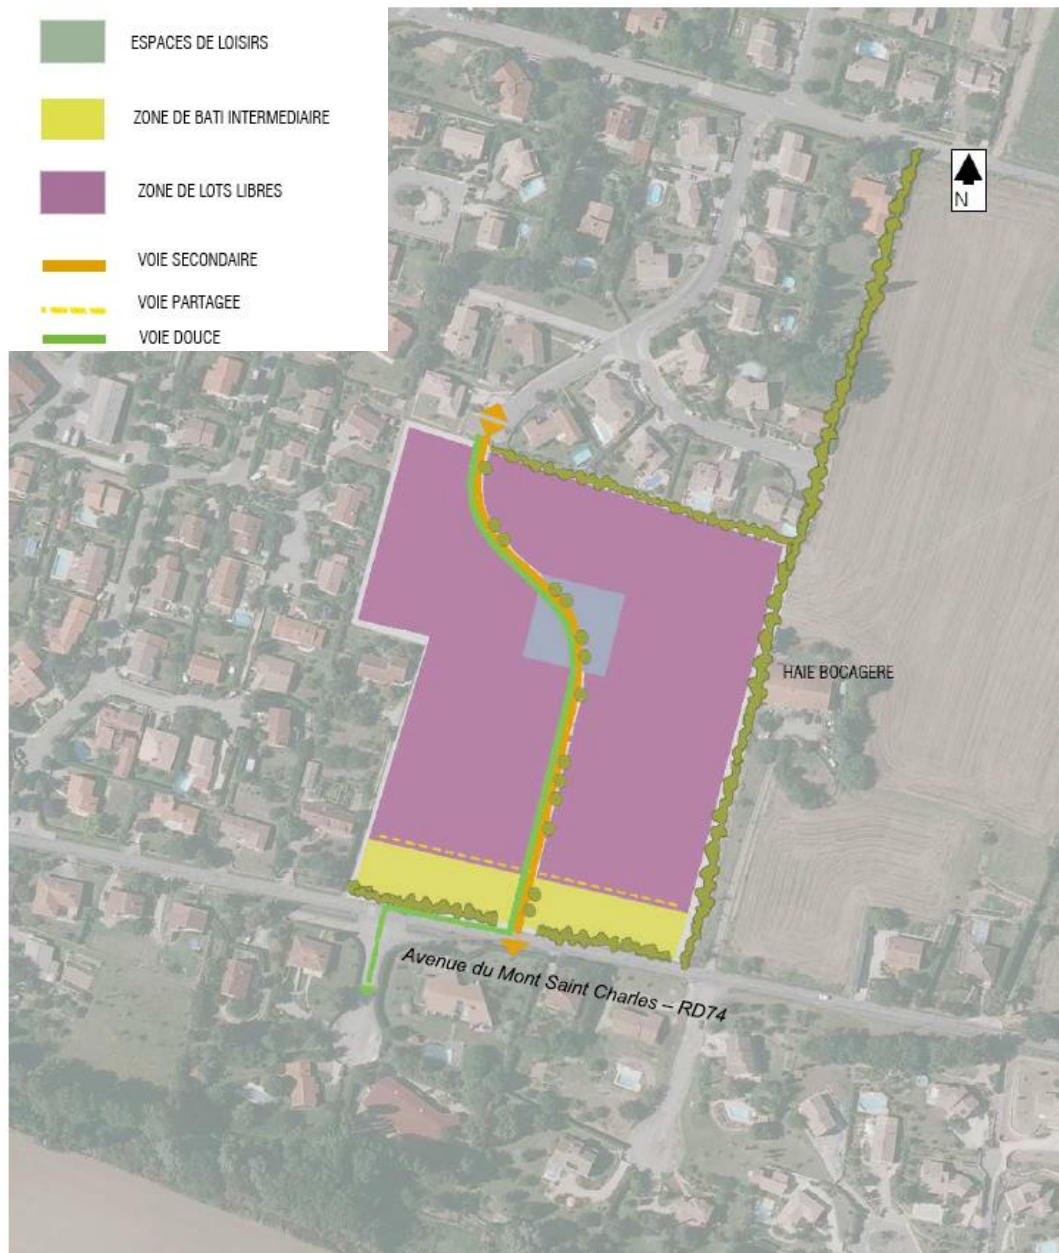 ESPACES DE LOISIRS
ZONE DE BATI INTERMEDIAIRE
ZONE DE LOTS LIBRES
VOIE SECONDAIRE
VOIE PARTAGEE
VOIE DOUCE
N
HAIE BOCAGERE
Avenue du Mont Saint Charles – RD74